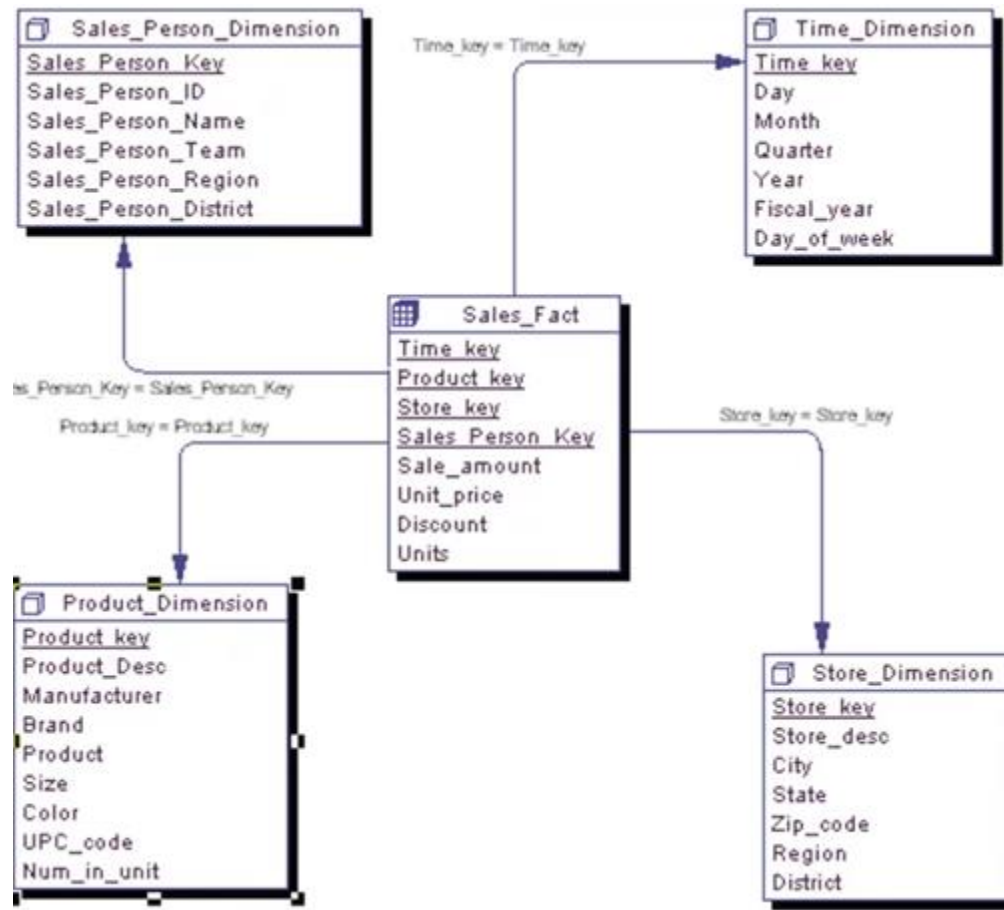 Sales_Person_Dimension
Sales_Person_Key
Sales_Person_ID
Sales_Person_Name
Sales_Person_Team
Sales_Person_Region
Sales_Person_District
Time_key = Time_key
Time_Dimension
Time_key
Day
Month
Quarter
Year
Fiscal_year
Day_of_week
Sales_Fact
Time_key
Product_key
Store_key
Sales_Person_Key
Sale_amount
Unit_price
Discount
Units
es_Person_Key = Sales_Person_Key
Product_key = Product_key
Store_key = Store_key
Product_Dimension
Product_key
Product_Desc
Manufacturer
Brand
Product
Size
Color
UPC_code
Num_in_unit
Store_Dimension
Store_key
Store_desc
City
State
Zip_code
Region
District